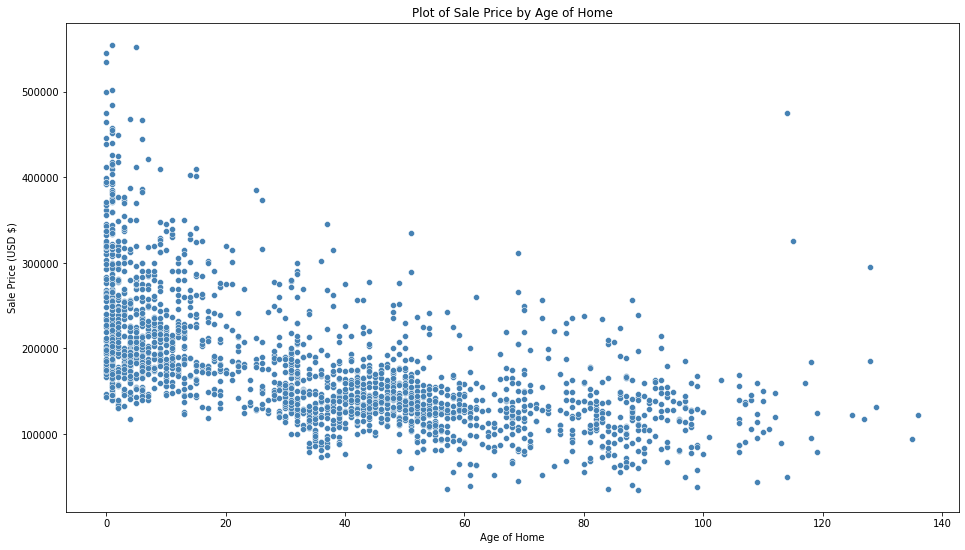 Plot of Sale Price by Age of Home
500000
400000
300000
200000
100000
Sale Price (USD $)
0 20 40 60 80 100 120 140
Age of Home